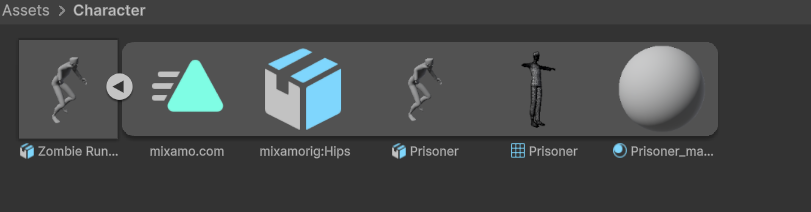 Assets > Character
Zombie Run...
mixamo.com
mixamorig:Hips
Prisoner
Prisoner
Prisoner_ma...